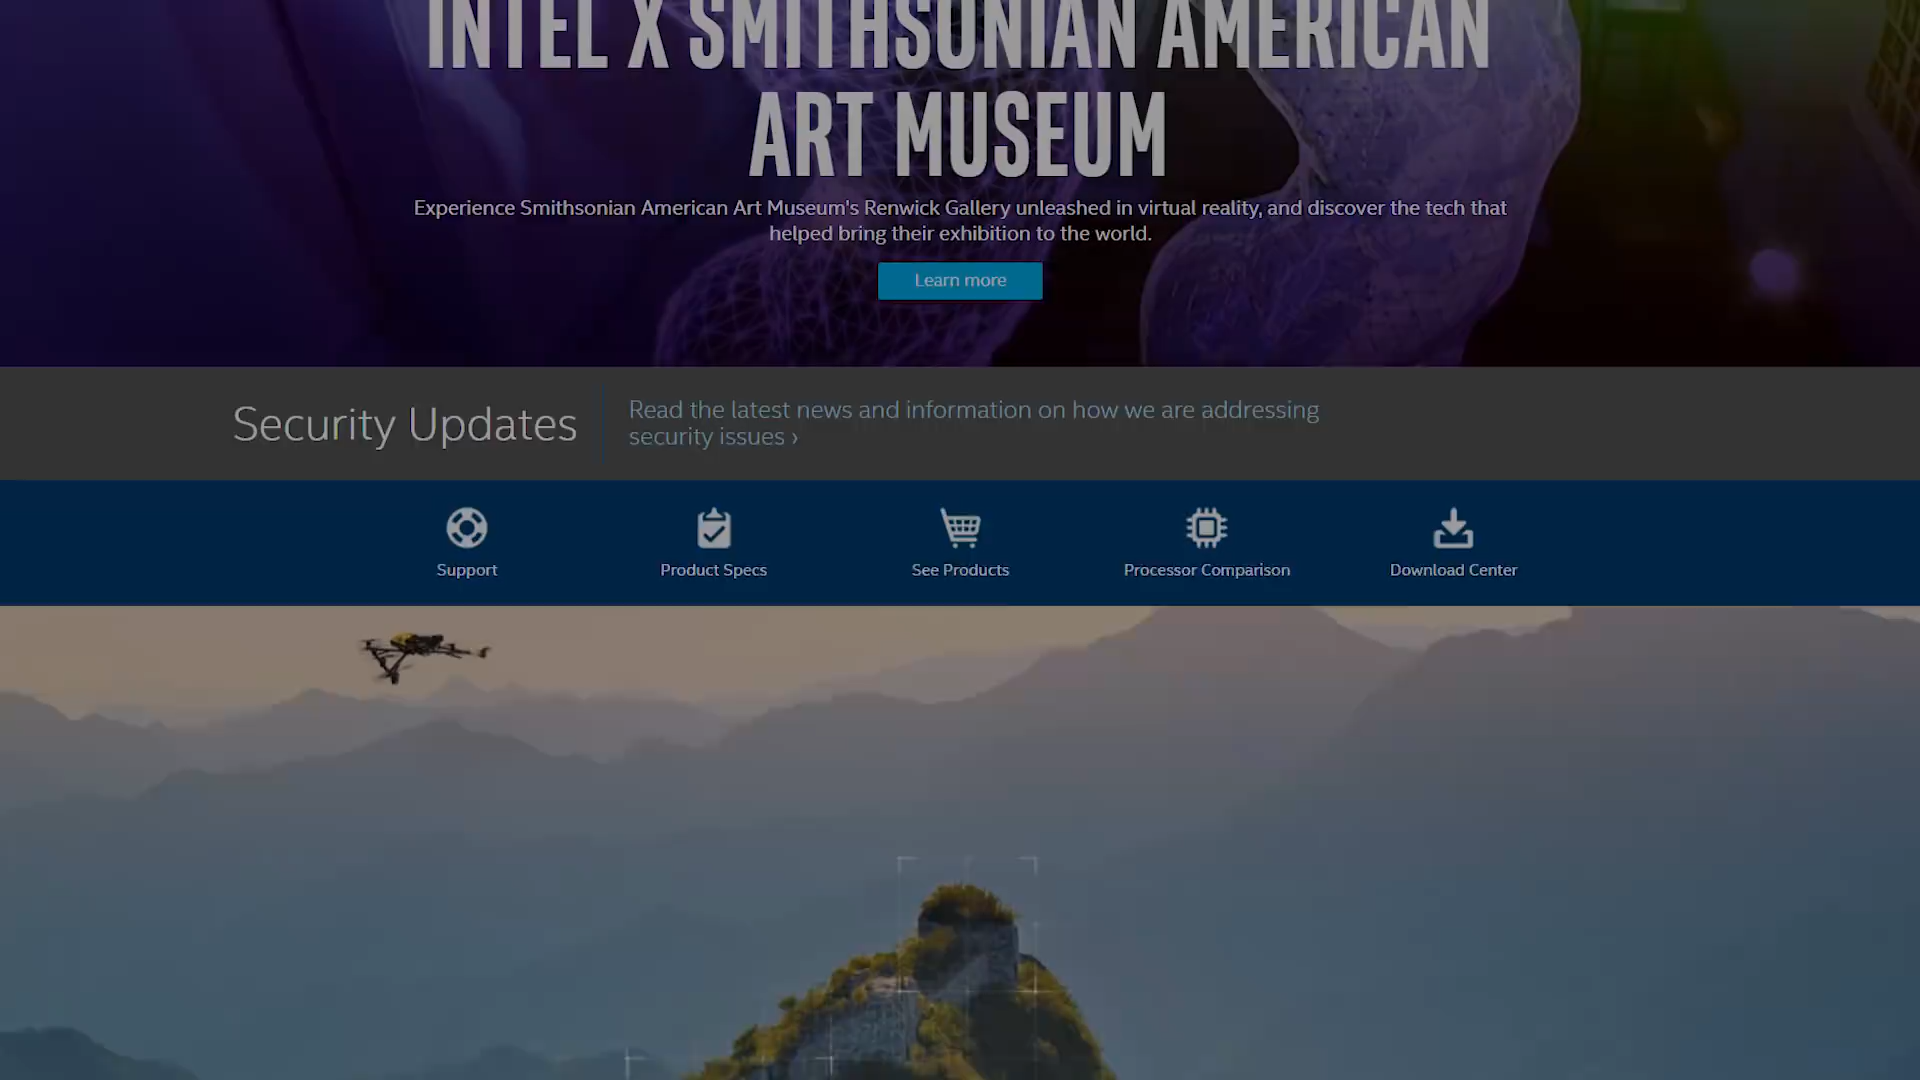 INTEL X SMITHSONIAN AMERICAN
ART MUSEUM
Experience Smithsonian American Art Museum's Renwick Gallery unleashed in virtual reality, and discover the tech that
helped bring their exhibition to the world.
Learn more
Security Updates
Read the latest news and information on how we are addressing
security issues ›
Support
Product Specs
See Products
Processor Comparison
Download Center